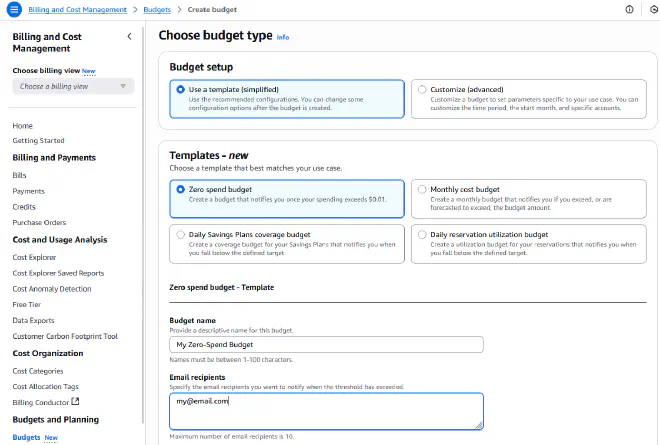 Billing and Cost Management > Budgets > Create budget
Billing and Cost
Management
Choose billing view New
Choose a billing view
Home
Getting Started
Billing and Payments
Bills
Payments
Credits
Purchase Orders
Cost and Usage Analysis
Cost Explorer
Cost Explorer Saved Reports
Cost Anomaly Detection
Free Tier
Data Exports
Customer Carbon Footprint Tool
Cost Organization
Cost Categories
Cost Allocation Tags
Billing Conductor
Budgets and Planning
Budgets New
Choose budget type Info
Budget setup
Use a template (simplified)
Use the recommended configurations. You can change some
configuration options after the budget is created.
Customize (advanced)
Customize a budget to set parameters specific to your use case. You can
customize the time period, the start month, and specific accounts.
Templates - new
Choose a template that best matches your use case.
Zero spend budget
Create a budget that notifies you once your spending exceeds $0.01.
Monthly cost budget
Create a monthly budget that notifies you if you exceed, or are
forecasted to exceed, the budget amount.
Daily Savings Plans coverage budget
Create a coverage budget for your Savings Plans that notifies you when
you fall below the defined target.
Daily reservation utilization budget
Create a utilization budget for your reservations that notifies you when
you fall below the defined target.
Zero spend budget - Template
Budget name
Provide a descriptive name for this budget.
My Zero-Spend Budget
Names must be between 1-100 characters.
Email recipients
Specify the email recipients you want to notify when the threshold has exceeded.
my@email.com
Maximum number of email recipients is 10.